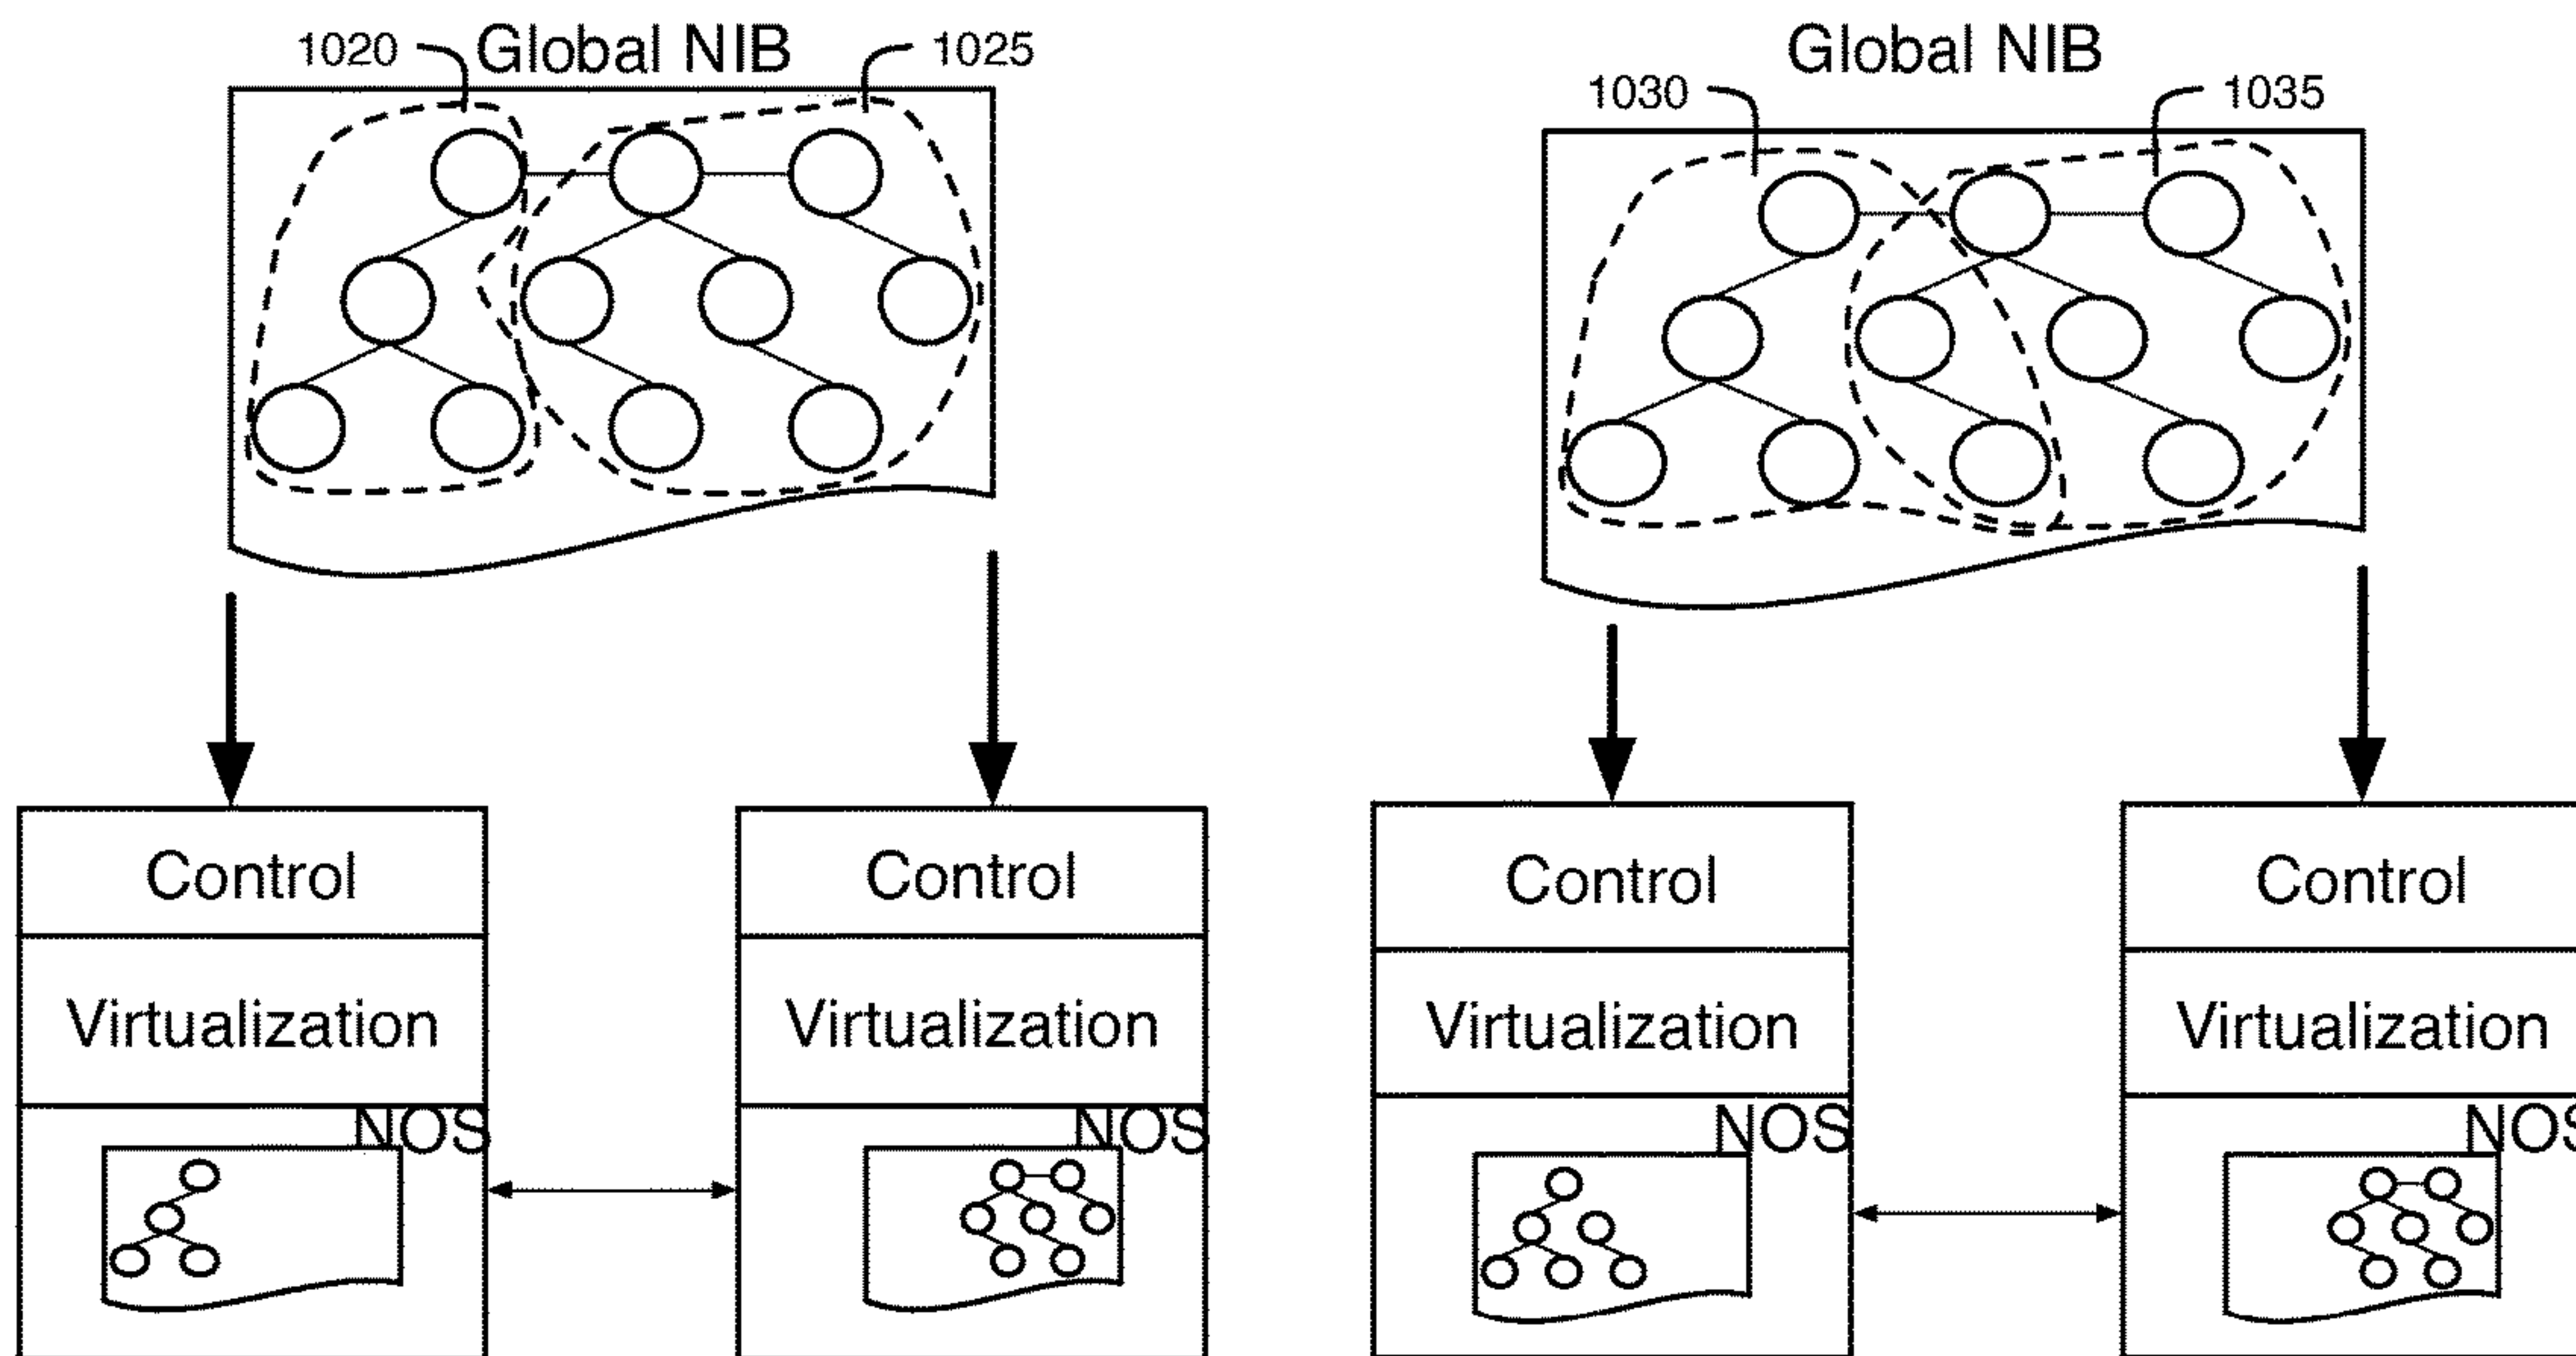 1020 Global NIB 1025
Global NIB
1030 1035
Control Control Control Control
Virtualization Virtualization Virtualization Virtualization
NOS NOS NOS NOS